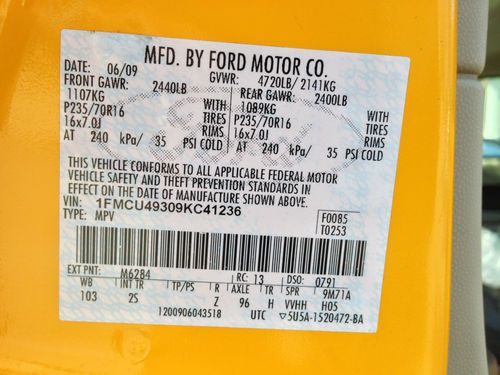 MFD. BY FORD MOTOR CO.
DATE: 06/09 GVWR: 4720LB/ 2141KG
FRONT GAWR: 2440LB REAR GAWR: 2400LB
1107KG WITH 1089KG WITH
P235/70R16 TIRES P235/70R16 TIRES
16x7.0J RIMS 16x7.0J RIMS
AT 240 kPa/ 35 PSI COLD AT 240 kPa/ 35 PSI COLD
THIS VEHICLE CONFORMS TO ALL APPLICABLE FEDERAL MOTOR
VEHICLE SAFETY AND THEFT PREVENTION STANDARDS IN
EFFECT ON THE DATE OF MANUFACTURE SHOWN ABOVE.
VIN: 1FMCU49309KC41236
TYPE: MPV
F0085
T0253
EXT PNT: M6284 RC: 13 DSO: 0791
WB INT TR TP/PS R AXLE TR SPR 9M71A
103 2S Z 96 H VVHH H05
1200906043518 UTC ▽5U5A-1520472-BA